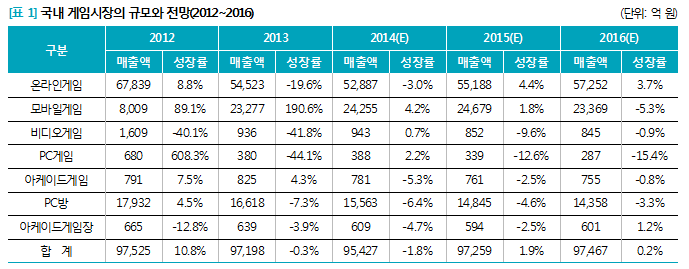 [표 1] 국내 게임시장의 규모와 전망(2012~2016) (단위: 억 원)
구분 2012 2013 2014(E) 2015(E) 2016(E)
매출액 성장률 매출액 성장률 매출액 성장률 매출액 성장률 매출액 성장률
온라인게임 67,839 8.8% 54,523 -19.6% 52,887 -3.0% 55,188 4.4% 57,252 3.7%
모바일게임 8,009 89.1% 23,277 190.6% 24,255 4.2% 24,679 1.8% 23,369 -5.3%
비디오게임 1,609 -40.1% 936 -41.8% 943 0.7% 852 -9.6% 845 -0.9%
PC게임 680 608.3% 380 -44.1% 388 2.2% 339 -12.6% 287 -15.4%
아케이드게임 791 7.5% 825 4.3% 781 -5.3% 761 -2.5% 755 -0.8%
PC방 17,932 4.5% 16,618 -7.3% 15,563 -6.4% 14,845 -4.6% 14,358 -3.3%
아케이드게임장 665 -12.8% 639 -3.9% 609 -4.7% 594 -2.5% 601 1.2%
합 계 97,525 10.8% 97,198 -0.3% 95,427 -1.8% 97,259 1.9% 97,467 0.2%